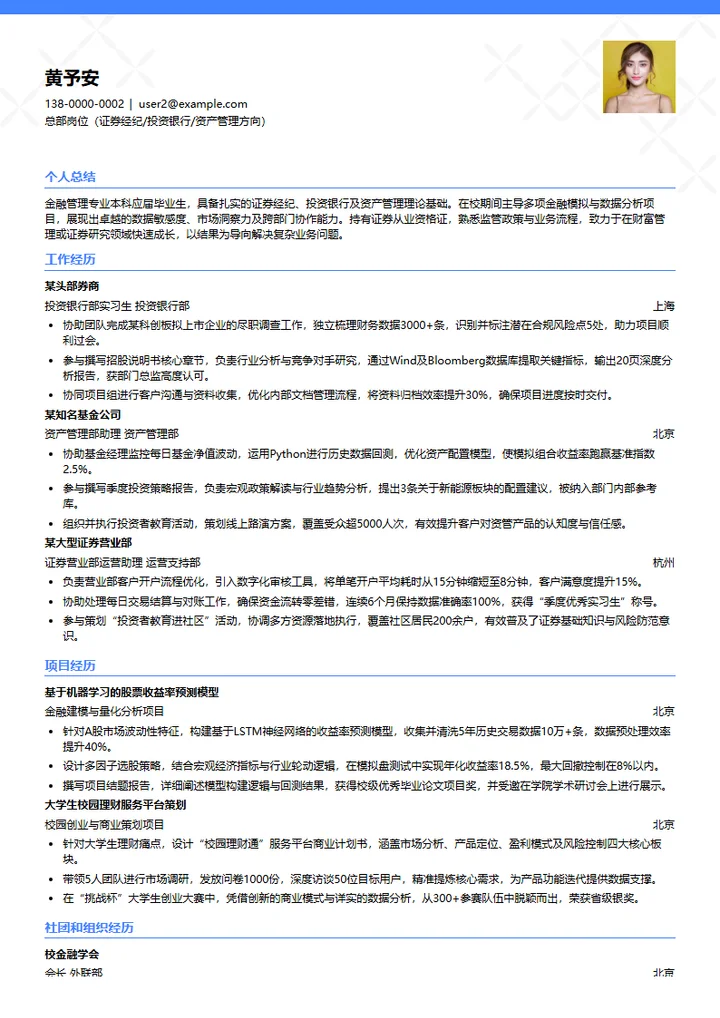 黄予安
138-0000-0002 | user2@example.com
总部岗位（证券经纪/投资银行/资产管理方向）
个人总结
金融管理专业本科应届毕业生，具备扎实的证券经纪、投资银行及资产管理理论基础。在校期间主导多项金融模拟与数据分析项
目，展现出卓越的数据敏感度、市场洞察力及跨部门协作能力。持有证券从业资格证，熟悉监管政策与业务流程，致力于在财富管
理或证券研究领域快速成长，以结果为导向解决复杂业务问题。
工作经历
某头部券商
投资银行部实习生 投资银行部 上海
• 协助团队完成某科创板拟上市企业的尽职调查工作，独立梳理财务数据3000+条，识别并标注潜在合规风险点5处，助力项目顺
利过会。
• 参与撰写招股说明书核心章节，负责行业分析与竞争对手研究，通过Wind及Bloomberg数据库提取关键指标，输出20页深度分
析报告，获部门总监高度认可。
• 协同项目组进行客户沟通与资料收集，优化内部文档管理流程，将资料归档效率提升30%，确保项目进度按时交付。
某知名基金公司
资产管理部助理 资产管理部 北京
• 协助基金经理监控每日基金净值波动，运用Python进行历史数据回测，优化资产配置模型，使模拟组合收益率跑赢基准指数
2.5%。
• 参与撰写季度投资策略报告，负责宏观政策解读与行业趋势分析，提出3条关于新能源板块的配置建议，被纳入部门内部参考
库。
• 组织并执行投资者教育活动，策划线上路演方案，覆盖受众超5000人次，有效提升客户对资管产品的认知度与信任感。
某大型证券营业部
证券营业部运营助理 运营支持部 杭州
• 负责营业部客户开户流程优化，引入数字化审核工具，将单笔开户平均耗时从15分钟缩短至8分钟，客户满意度提升15%。
• 协助处理每日交易结算与对账工作，确保资金流转零差错，连续6个月保持数据准确率100%，获得“季度优秀实习生”称号。
• 参与策划“投资者教育进社区”活动，协调多方资源落地执行，覆盖社区居民200余户，有效普及了证券基础知识与风险防范意
识。
项目经历
基于机器学习的股票收益率预测模型
金融建模与量化分析项目 北京
• 针对A股市场波动性特征，构建基于LSTM神经网络的收益率预测模型，收集并清洗5年历史交易数据10万+条，数据预处理效率
提升40%。
• 设计多因子选股策略，结合宏观经济指标与行业轮动逻辑，在模拟盘测试中实现年化收益率18.5%，最大回撤控制在8%以内。
• 撰写项目结题报告，详细阐述模型构建逻辑与回测结果，获得校级优秀毕业论文项目奖，并受邀在学院学术研讨会上进行展示。
大学生校园理财服务平台策划
校园创业与商业策划项目 北京
• 针对大学生理财痛点，设计“校园理财通”服务平台商业计划书，涵盖市场分析、产品定位、盈利模式及风险控制四大核心板
块。
• 带领5人团队进行市场调研，发放问卷1000份，深度访谈50位目标用户，精准提炼核心需求，为产品功能迭代提供数据支撑。
• 在“挑战杯”大学生创业大赛中，凭借创新的商业模式与详实的数据分析，从300+参赛队伍中脱颖而出，荣获省级银奖。
社团和组织经历
校金融学会
会长 外联部 北京